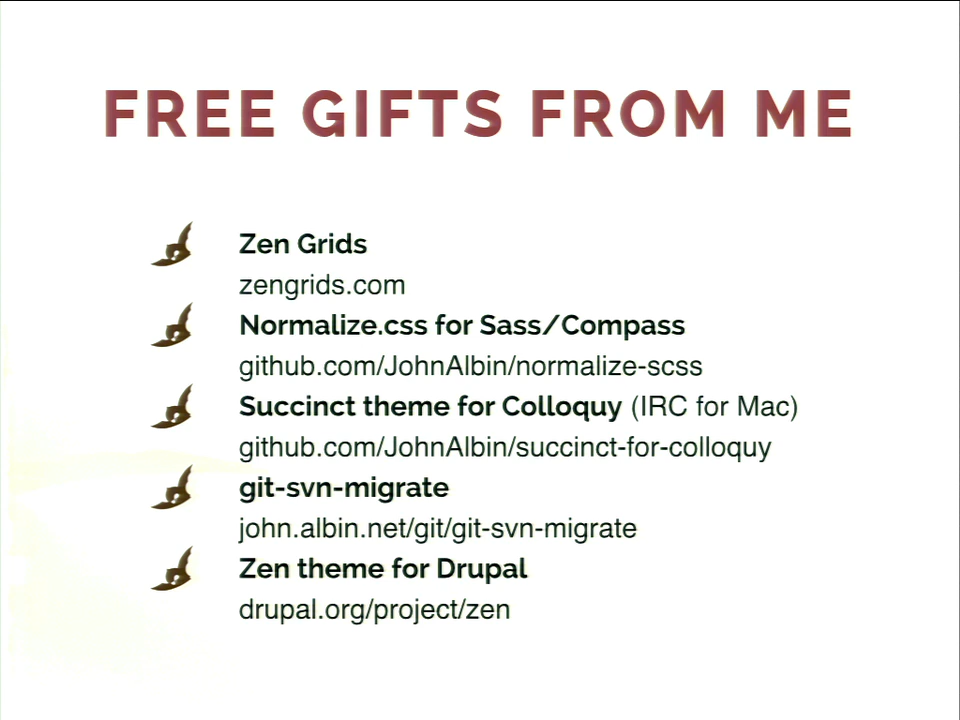 FREE GIFTS FROM ME
Zen Grids
zengrids.com
Normalize.css for Sass/Compass
github.com/JohnAlbin/normalize-scss
Succinct theme for Colloquy (IRC for Mac)
github.com/JohnAlbin/succinct-for-colloquy
git-svn-migrate
john.albin.net/git/git-svn-migrate
Zen theme for Drupal
drupal.org/project/zen